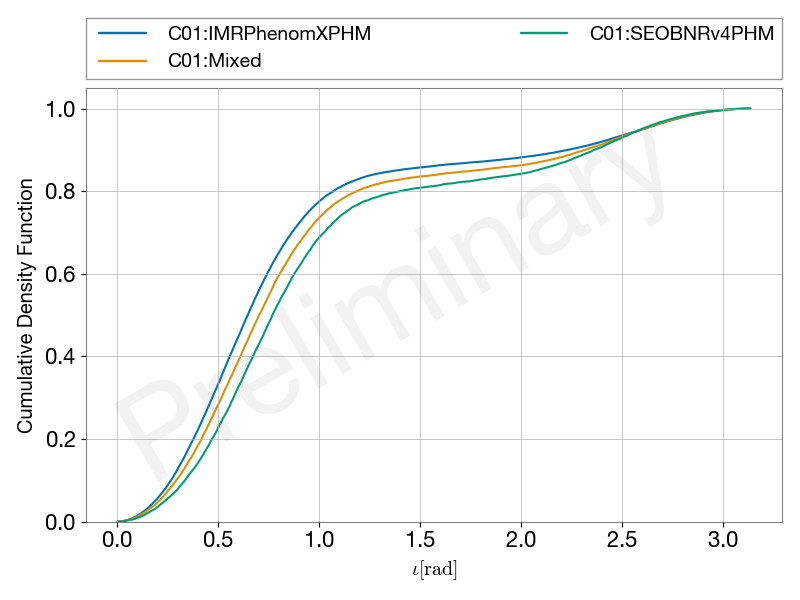 C01:IMRPhenomXPHM
C01:Mixed
C01:SEOBNRv4PHM
1.0
0.8
0.6
0.4
0.2
0.0
Cumulative Density Function
Preliminary
0.0 0.5 1.0 1.5 2.0 2.5 3.0
ι[rad]